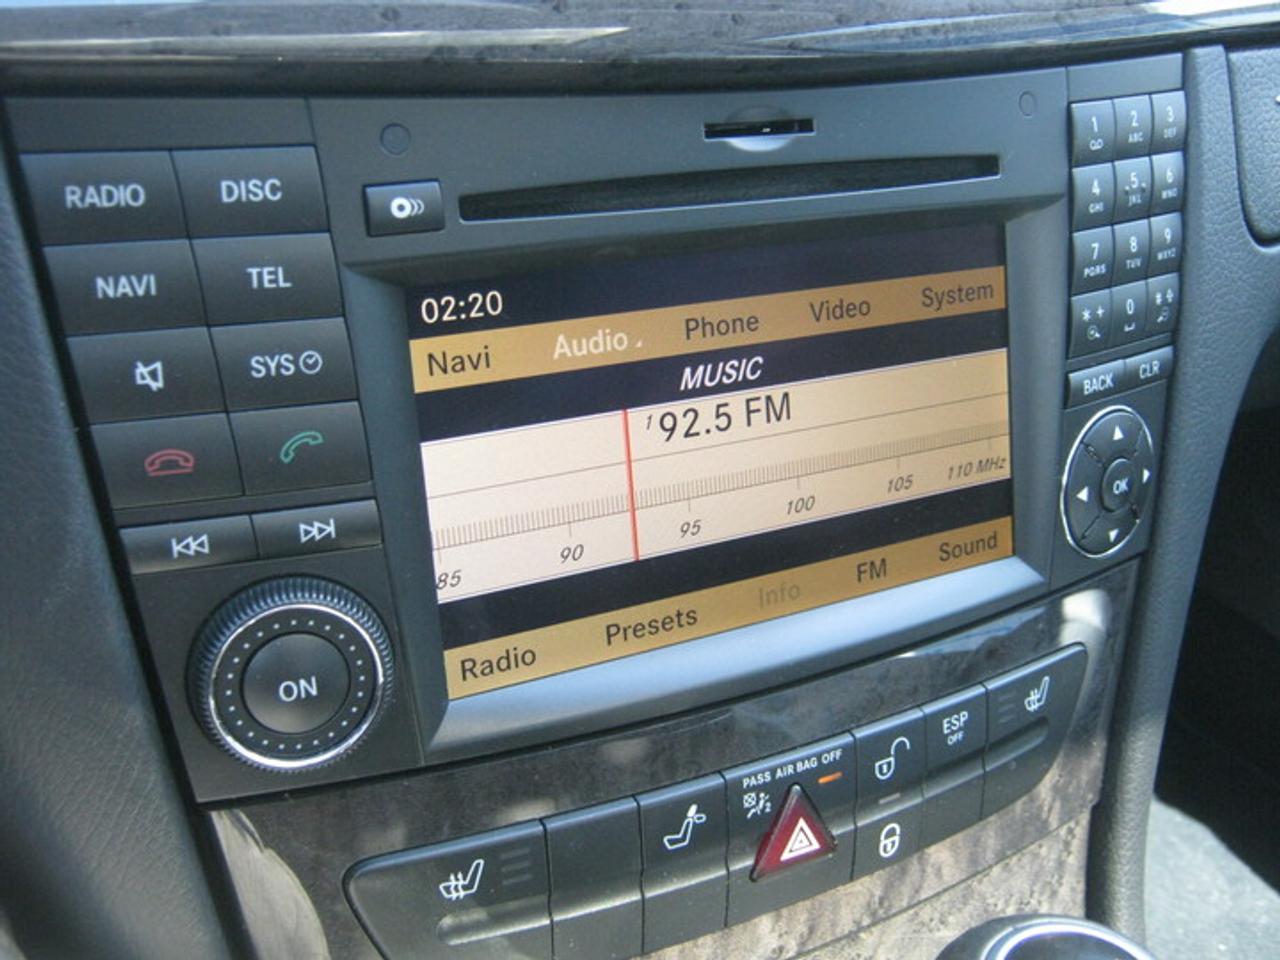 RADIO DISC
NAVI TEL
SYS
ON
02:20
Navi Audio Phone Video System
MUSIC
1 92.5 FM
85 90 95 100 105 110 MHz
Radio Presets Info FM Sound
1 2 ABC 3 DEF
4 GHI 5 JKL 6 MNO
7 PQRS 8 TUV 9 WXYZ
* + 0 #
BACK CLR
OK
PASS AIR BAG OFF
ESP
OFF